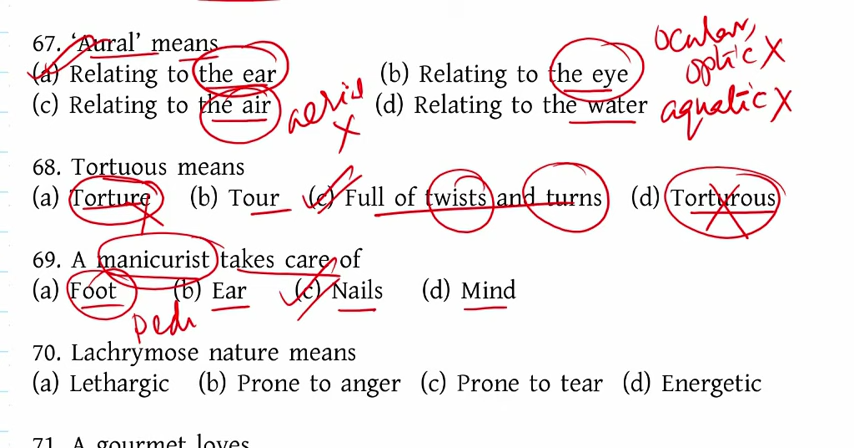 67. ‘Aural’ means
(a) Relating to the ear (b) Relating to the eye
ocular,
optic X
(c) Relating to the air (d) Relating to the water
aerial
X
aquatic X
68. Tortuous means
(a) Torture (b) Tour (c) Full of twists and turns (d) Torturous
69. A manicurist takes care of
(a) Foot (b) Ear (c) Nails (d) Mind
Pedi
70. Lachrymose nature means
(a) Lethargic (b) Prone to anger (c) Prone to tear (d) Energetic
71. A gourmet loves